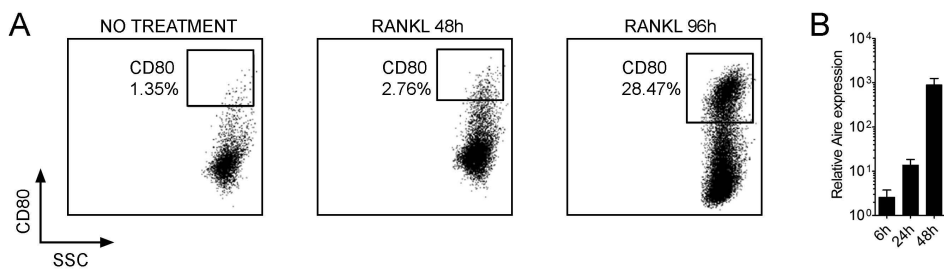 A
NO TREATMENT
CD80
1.35%
RANKL 48h
CD80
2.76%
RANKL 96h
CD80
28.47%
CD80
SSC
B
Relative Aire expression
10⁴
10³
10²
10¹
10⁰
6h
24h
48h